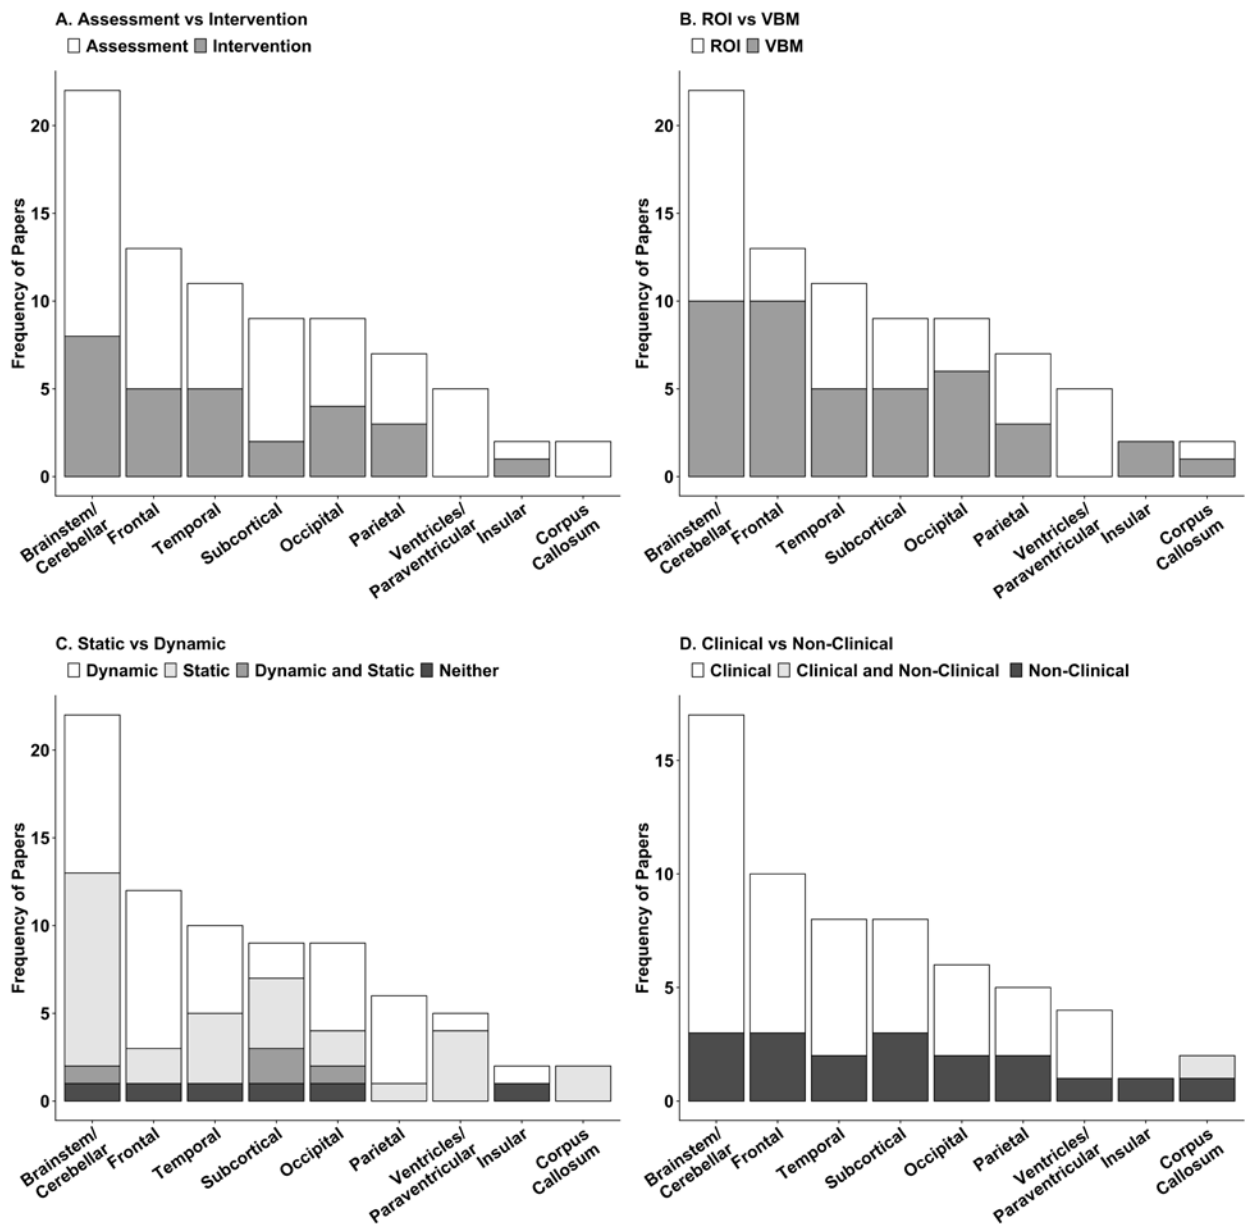 A. Assessment vs Intervention
Assessment Intervention
Frequency of Papers
20
15
10
5
0
Brainstem/
Cerebellar
Frontal
Temporal
Subcortical
Occipital
Parietal
Ventricles/
Paraventricular
Insular
Corpus
Callosum
B. ROI vs VBM
ROI VBM
Frequency of Papers
20
15
10
5
0
Brainstem/
Cerebellar
Frontal
Temporal
Subcortical
Occipital
Parietal
Ventricles/
Paraventricular
Insular
Corpus
Callosum
C. Static vs Dynamic
Dynamic Static Dynamic and Static Neither
Frequency of Papers
20
15
10
5
0
Brainstem/
Cerebellar
Frontal
Temporal
Subcortical
Occipital
Parietal
Ventricles/
Paraventricular
Insular
Corpus
Callosum
D. Clinical vs Non-Clinical
Clinical Clinical and Non-Clinical Non-Clinical
Frequency of Papers
15
10
5
0
Brainstem/
Cerebellar
Frontal
Temporal
Subcortical
Occipital
Parietal
Ventricles/
Paraventricular
Insular
Corpus
Callosum